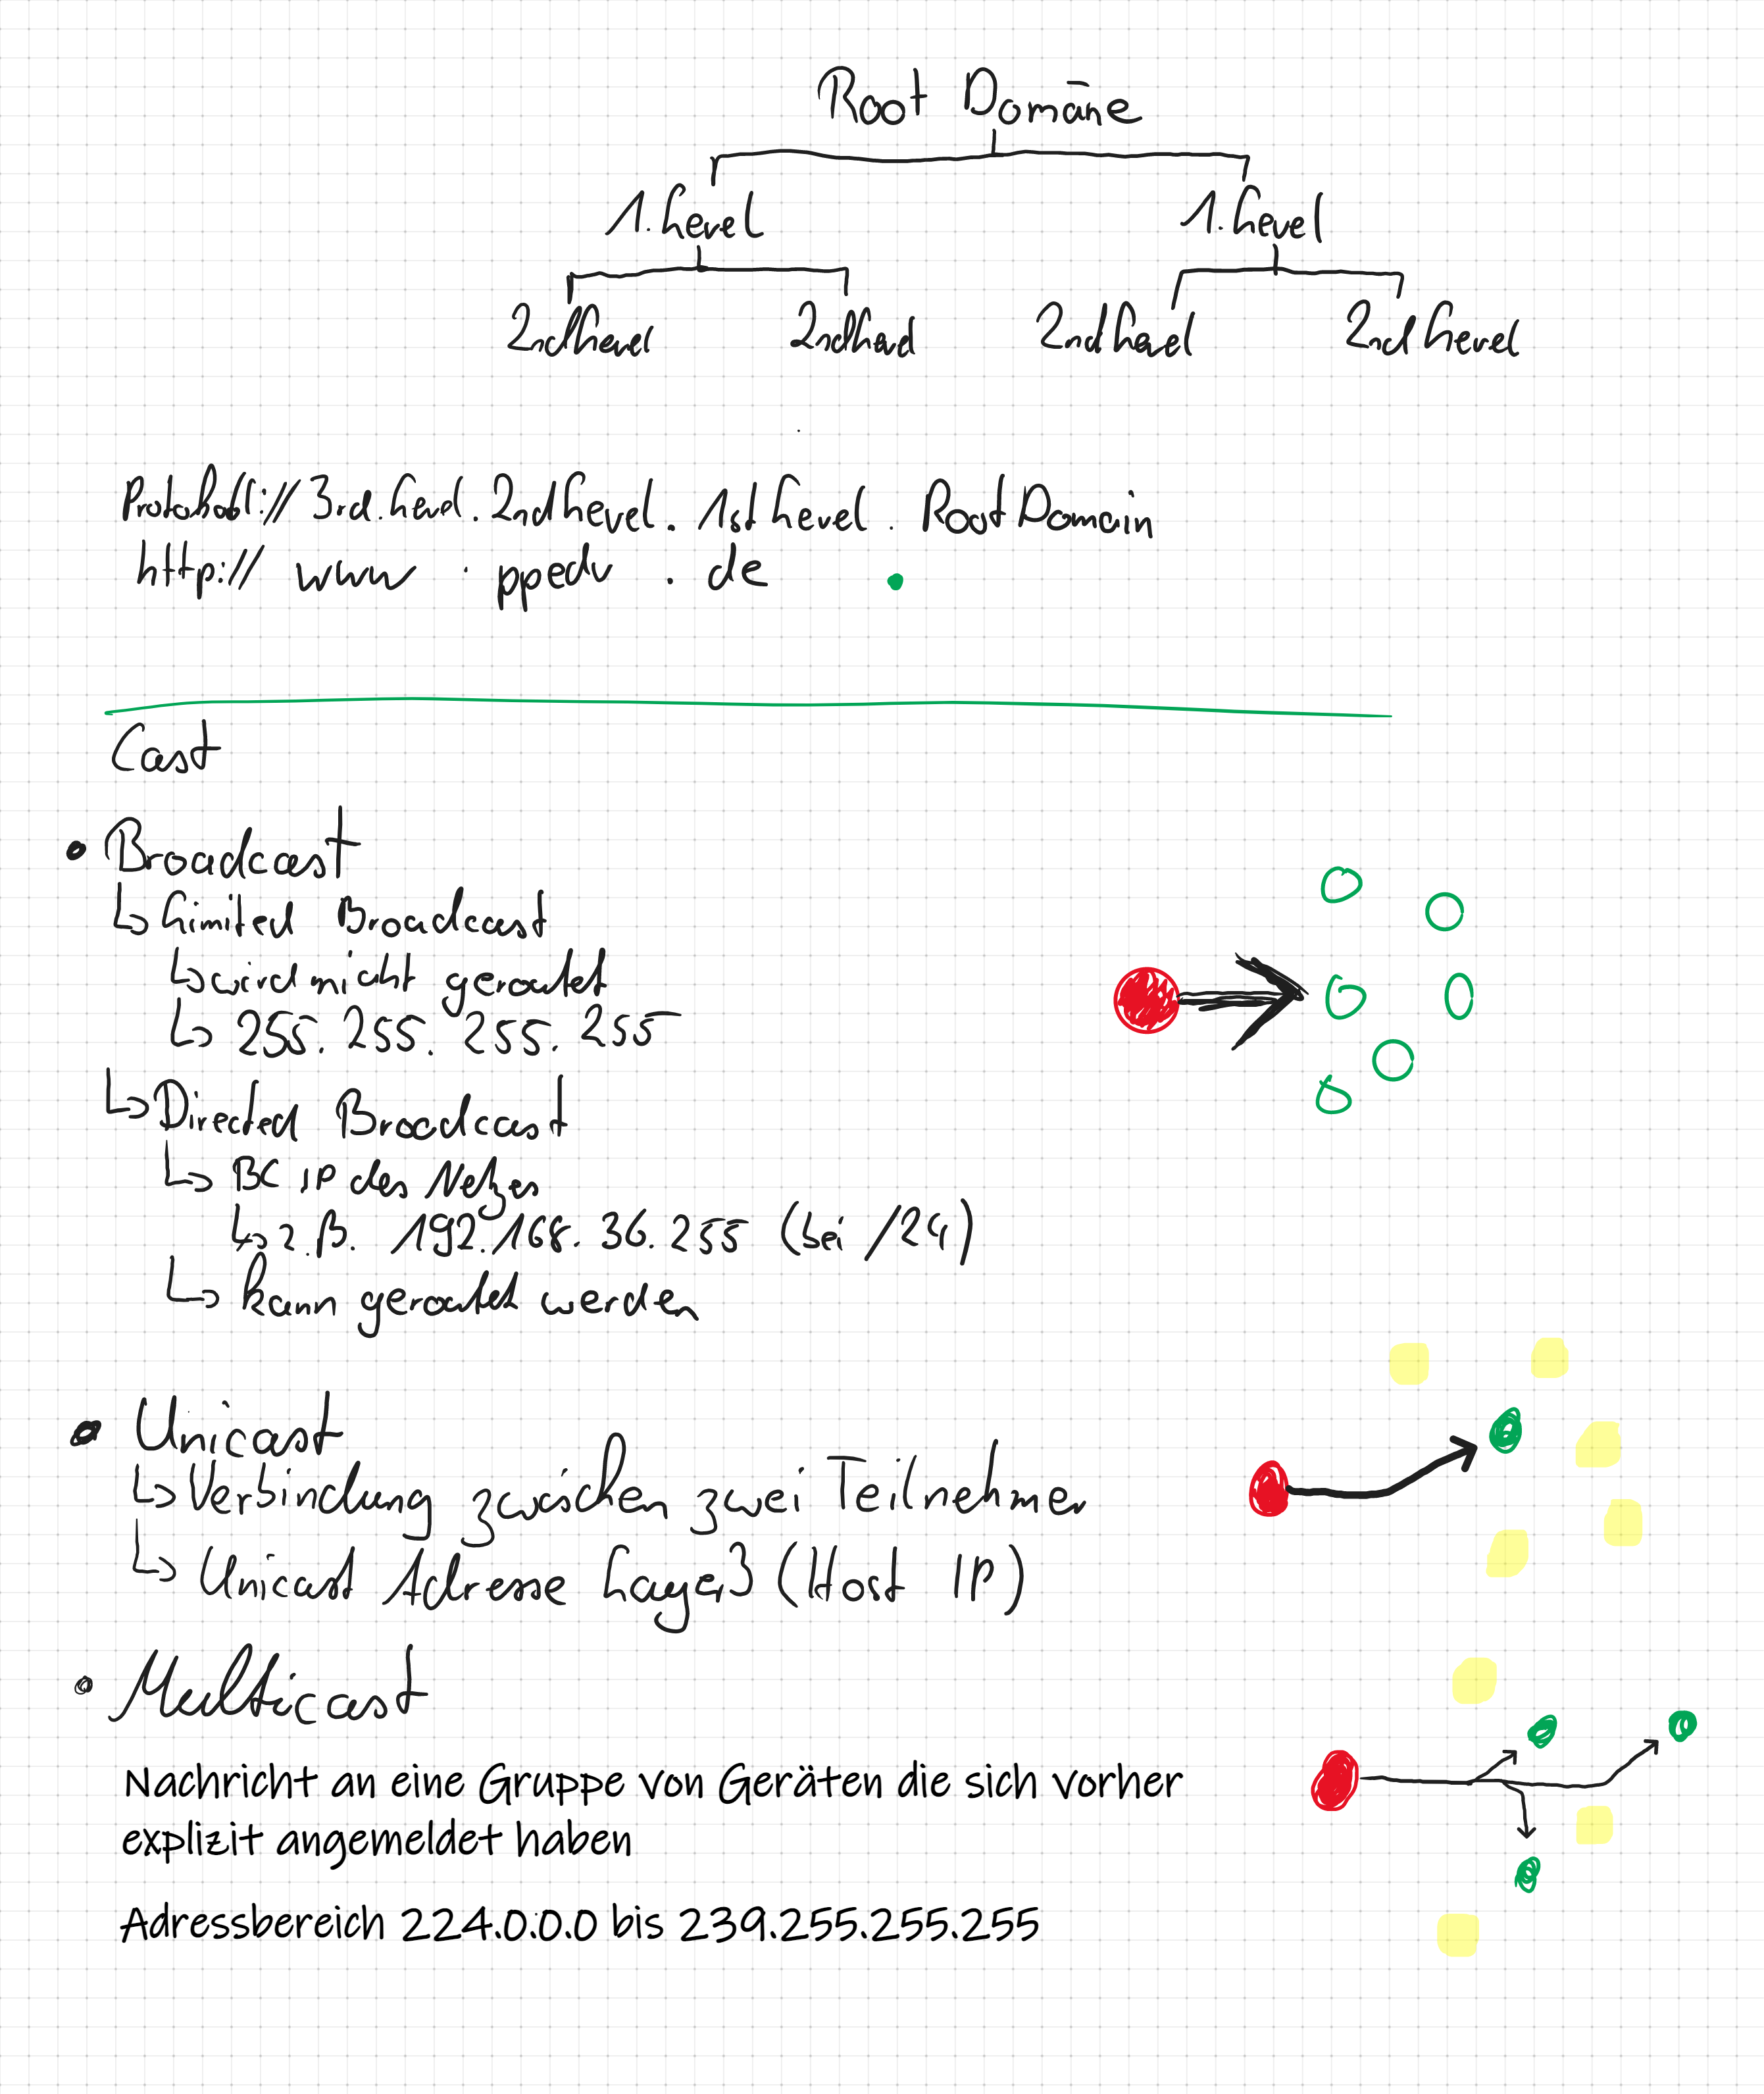 Root Domäne
1. Level 1. Level
2nd Level 2nd Level 2nd Level 2nd Level
Protokoll:// 3rd. Level. 2nd Level. 1st Level. Root Domain
http:// www . ppedv . de .
Cast
• Broadcast
↳ Limited Broadcast
↳ wird nicht geroutet
↳ 255. 255. 255. 255
↳ Directed Broadcast
↳ BC IP des Netzes
↳ z.B. 192.168. 36. 255 (bei /24)
↳ kann geroutet werden
• Unicast
↳ Verbindung zwischen zwei Teilnehmer
↳ Unicast Adresse Layer3 (Host IP)
• Multicast
Nachricht an eine Gruppe von Geräten die sich vorher
explizit angemeldet haben
Adressbereich 224.0.0.0 bis 239.255.255.255